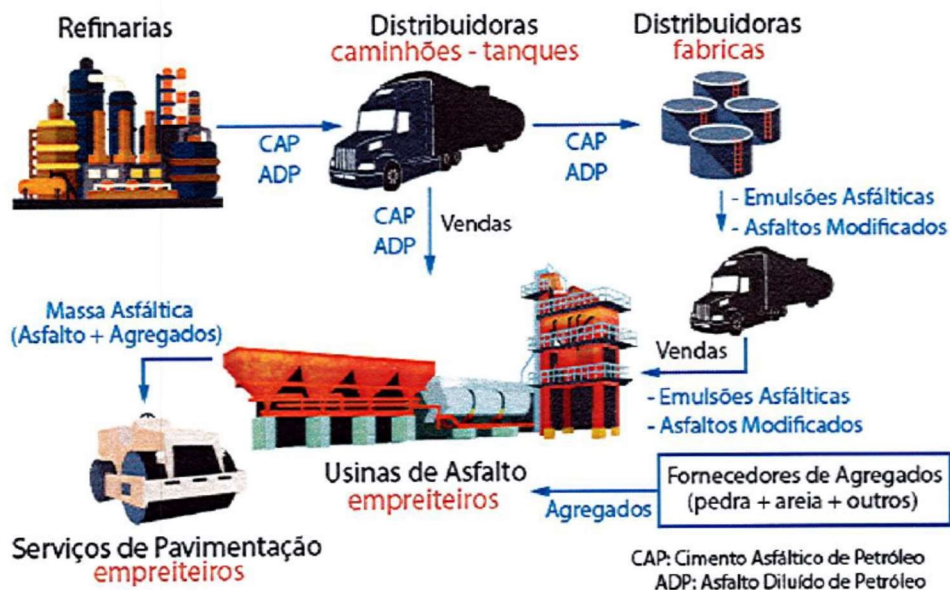 Refinarias
Distribuidoras
caminhões - tanques
Distribuidoras
fabricas
CAP
ADP
CAP
ADP
CAP
ADP
Vendas
- Emulsões Asfálticas
- Asfaltos Modificados
Massa Asfáltica
(Asfalto + Agregados)
Vendas
- Emulsões Asfálticas
- Asfaltos Modificados
Usinas de Asfalto
empreiteiros
Agregados
Fornecedores de Agregados
(pedra + areia + outros)
Serviços de Pavimentação
empreiteiros
CAP: Cimento Asfáltico de Petróleo
ADP: Asfalto Diluído de Petróleo